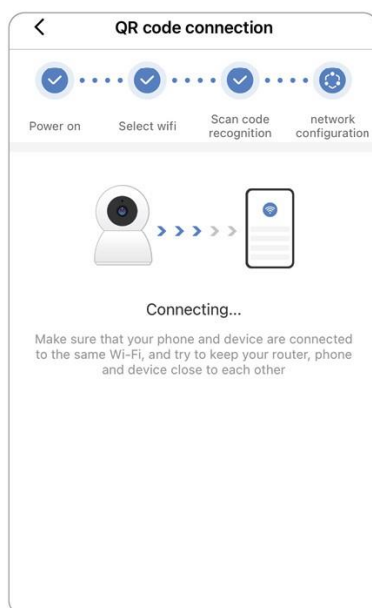 QR code connection
Power on
Select wifi
Scan code
recognition
network
configuration
Connecting...
Make sure that your phone and device are connected
to the same Wi-Fi, and try to keep your router, phone
and device close to each other